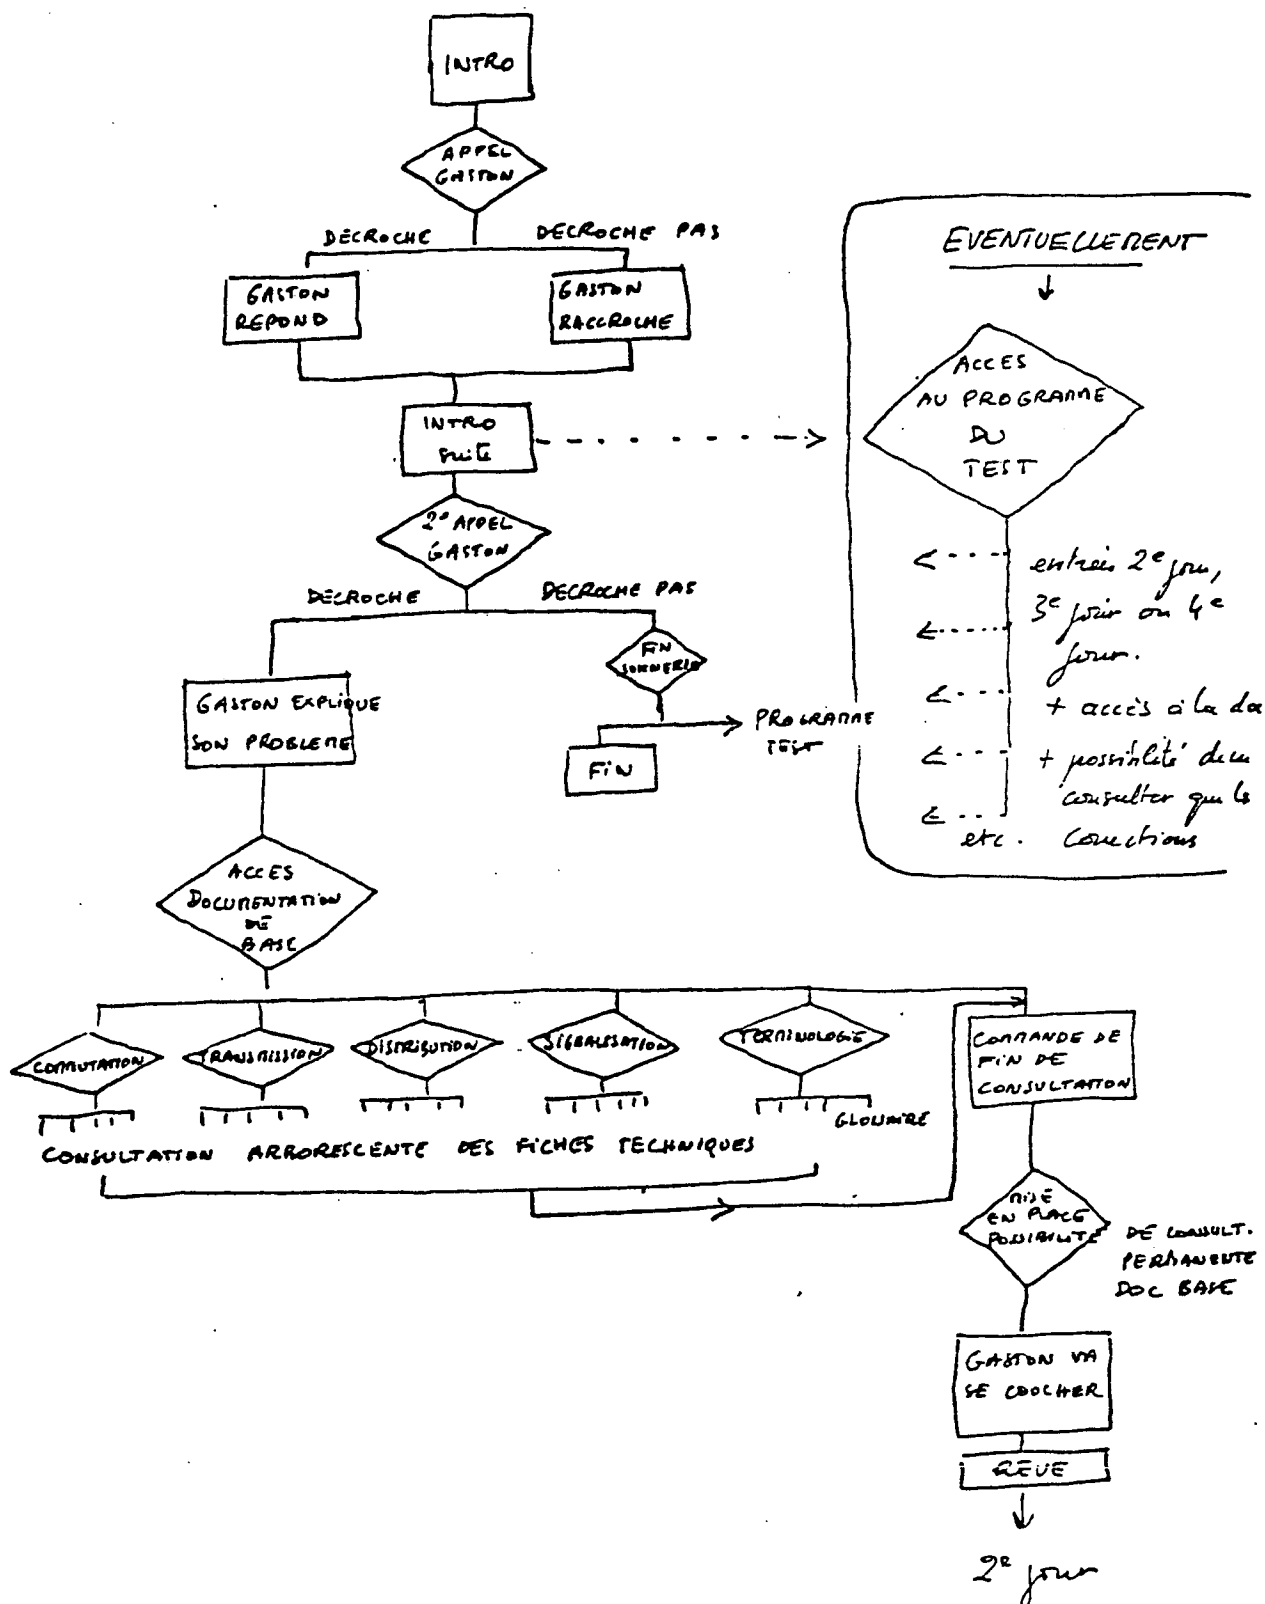 INTRO
APPEL
GASTON
DECROCHE
DECROCHE PAS
GASTON
REPOND
GASTON
RACCROCHE
INTRO
suite
2e APPEL
GASTON
DECROCHE
DECROCHE PAS
FIN
SONNERIE
GASTON EXPLIQUE
SON PROBLEME
PROGRAMME
TEST
FIN
ACCES
DOCUMENTATION
DE
BASE
COMMUTATION
TRANSMISSION
DISTRIBUTION
SIGNALISATION
TERMINOLOGIE
GLOSSAIRE
CONSULTATION ARBORESCENTE DES FICHES TECHNIQUES
COMMANDE DE
FIN DE
CONSULTATION
MISE
EN PLACE
POSSIBILITE DE CONSULT.
PERMANENTE
DOC BASE
GASTON VA
SE COUCHER
REVE
2e jour
EVENTUELLEMENT
ACCES
AU PROGRAMME
DU
TEST
entrées 2e jour,
3e jour ou 4e
jour.
+ accès à la
+ possibilité
consulter que
etc. corrections